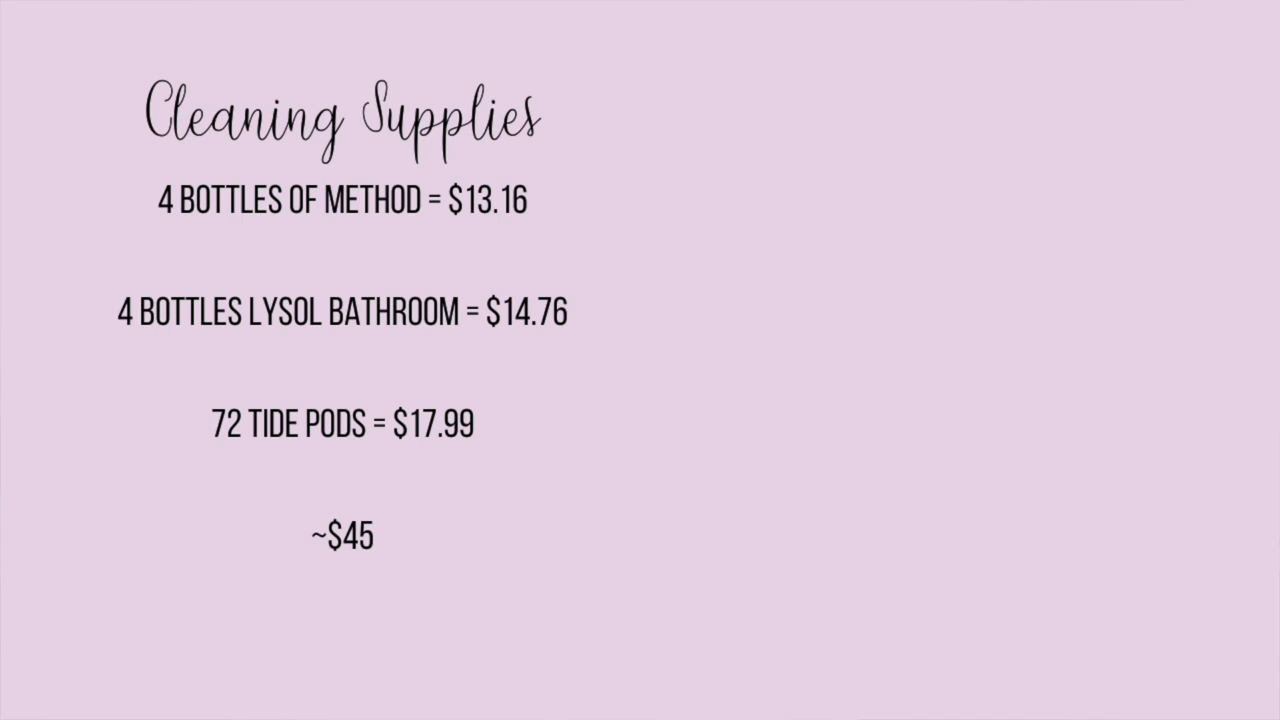 Cleaning Supplies
4 BOTTLES OF METHOD = $13.16
4 BOTTLES LYSOL BATHROOM = $14.76
72 TIDE PODS = $17.99
~$45